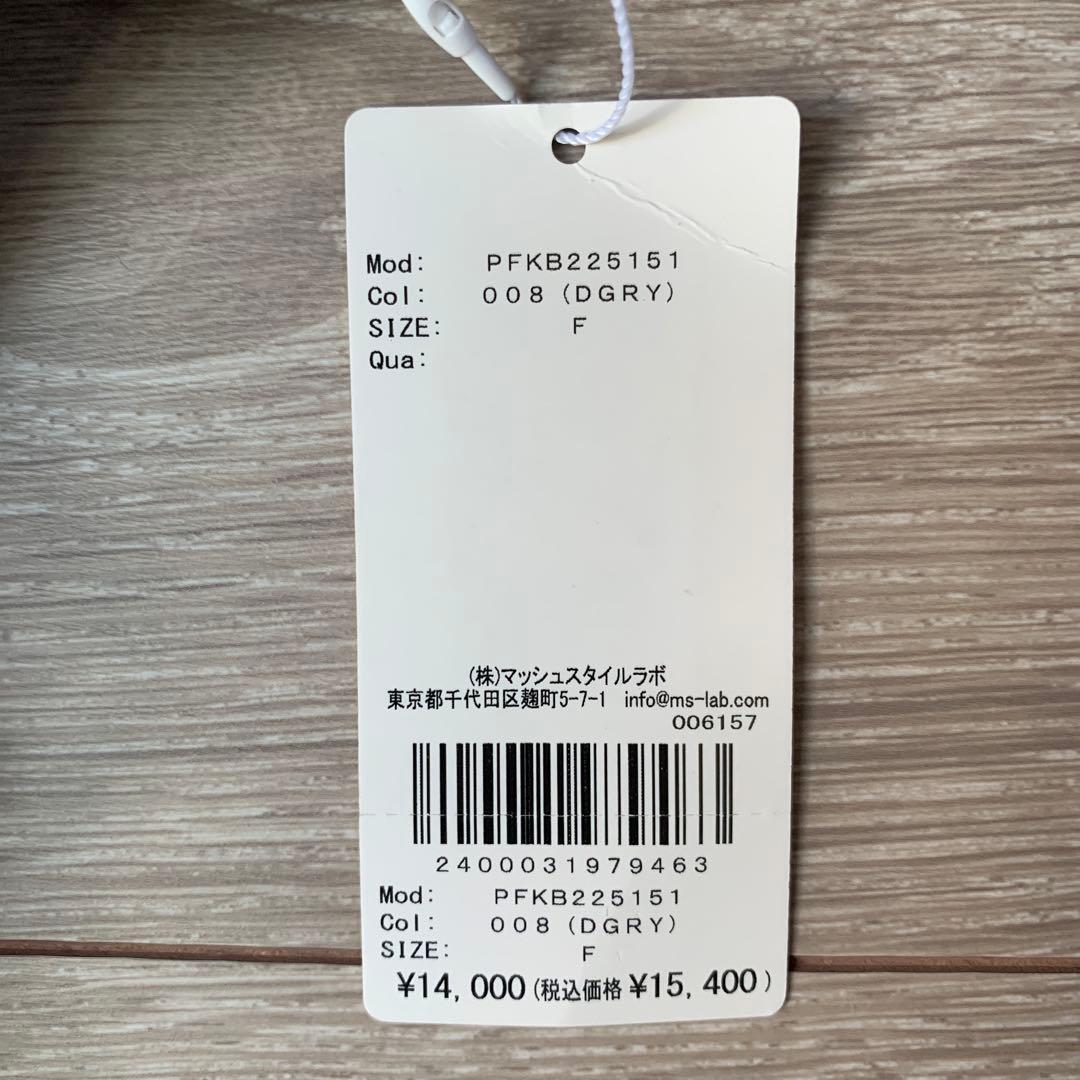 Mod: PFKB225151
Col: 008 (DGRY)
SIZE: F
Qua:
(株)マッシュスタイルラボ
東京都千代田区麹町5-7-1 info@ms-lab.com
006157
2400031979463
Mod: PFKB225151
Col: 008 (DGRY)
SIZE: F
¥14,000(税込価格¥15,400)